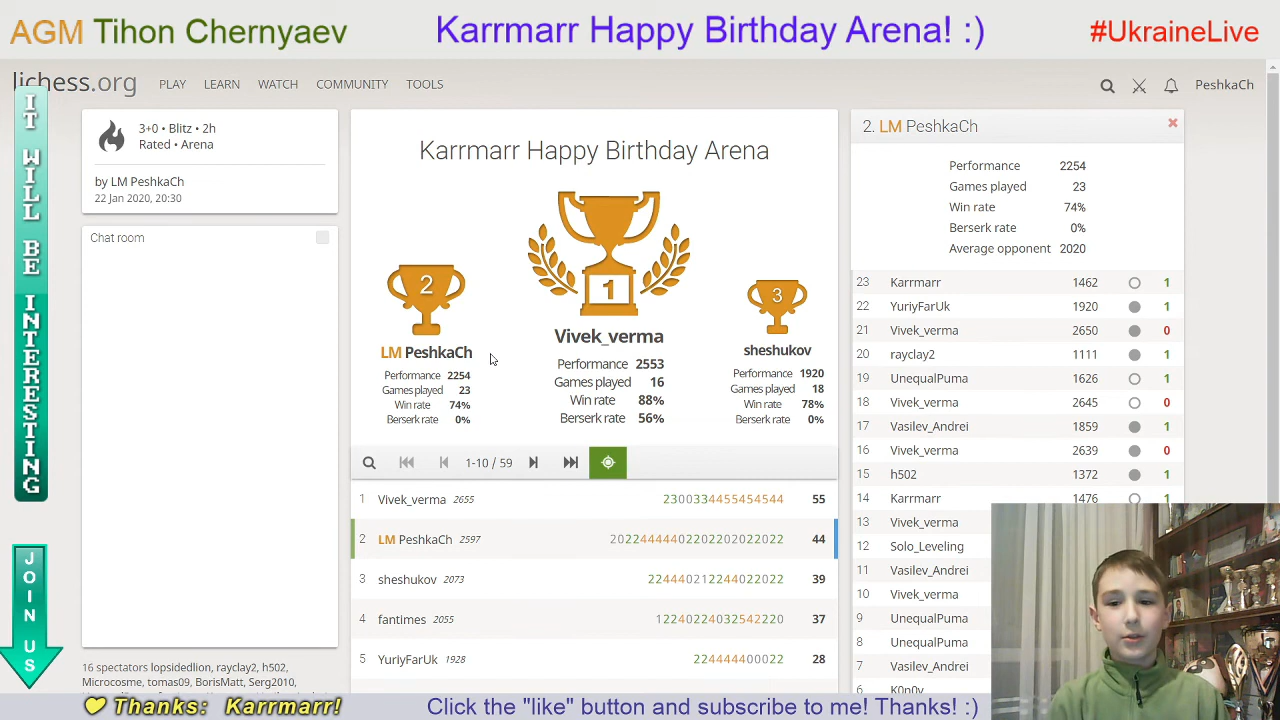 AGM Tihon Chernyaev
Karrmarr Happy Birthday Arena! :)
#UkraineLive
lichess.org
PLAY LEARN WATCH COMMUNITY TOOLS
PeshkaCh
IT WILL BE INTERESTING
JOIN US
3+0 • Blitz • 2h
Rated • Arena
by LM PeshkaCh
22 Jan 2020, 20:30
Chat room
16 spectators lopsidedlion, rayclay2, h502,
Microcosme, tomas09, BorisMatt, Serg2010,
Karrmarr Happy Birthday Arena
2
LM PeshkaCh
Performance 2254
Games played 23
Win rate 74%
Berserk rate 0%
1
Vivek_verma
Performance 2553
Games played 16
Win rate 88%
Berserk rate 56%
3
sheshukov
Performance 1920
Games played 18
Win rate 78%
Berserk rate 0%
1-10 / 59
1 Vivek_verma 2655 2300334455454544 55
2 LM PeshkaCh 2597 20224444402202202022022 44
3 sheshukov 2073 224440212244022022 39
4 fantimes 2055 12240224032542220 37
5 YuriyFarUk 1928 22444400022 28
2. LM PeshkaCh
Performance 2254
Games played 23
Win rate 74%
Berserk rate 0%
Average opponent 2020
23 Karrmarr 1462 1
22 YuriyFarUk 1920 1
21 Vivek_verma 2650 0
20 rayclay2 1111 1
19 UnequalPuma 1626 1
18 Vivek_verma 2645 0
17 Vasilev_Andrei 1859 1
16 Vivek_verma 2639 0
15 h502 1372 1
14 Karrmarr 1476 1
13 Vivek_verma
12 Solo_Leveling
11 Vasilev_Andrei
10 Vivek_verma
9 UnequalPuma
8 UnequalPuma
7 Vasilev_Andrei
6 K0n0v
Thanks: Karrmarr!
Click the "like" button and subscribe to me! Thanks! :)